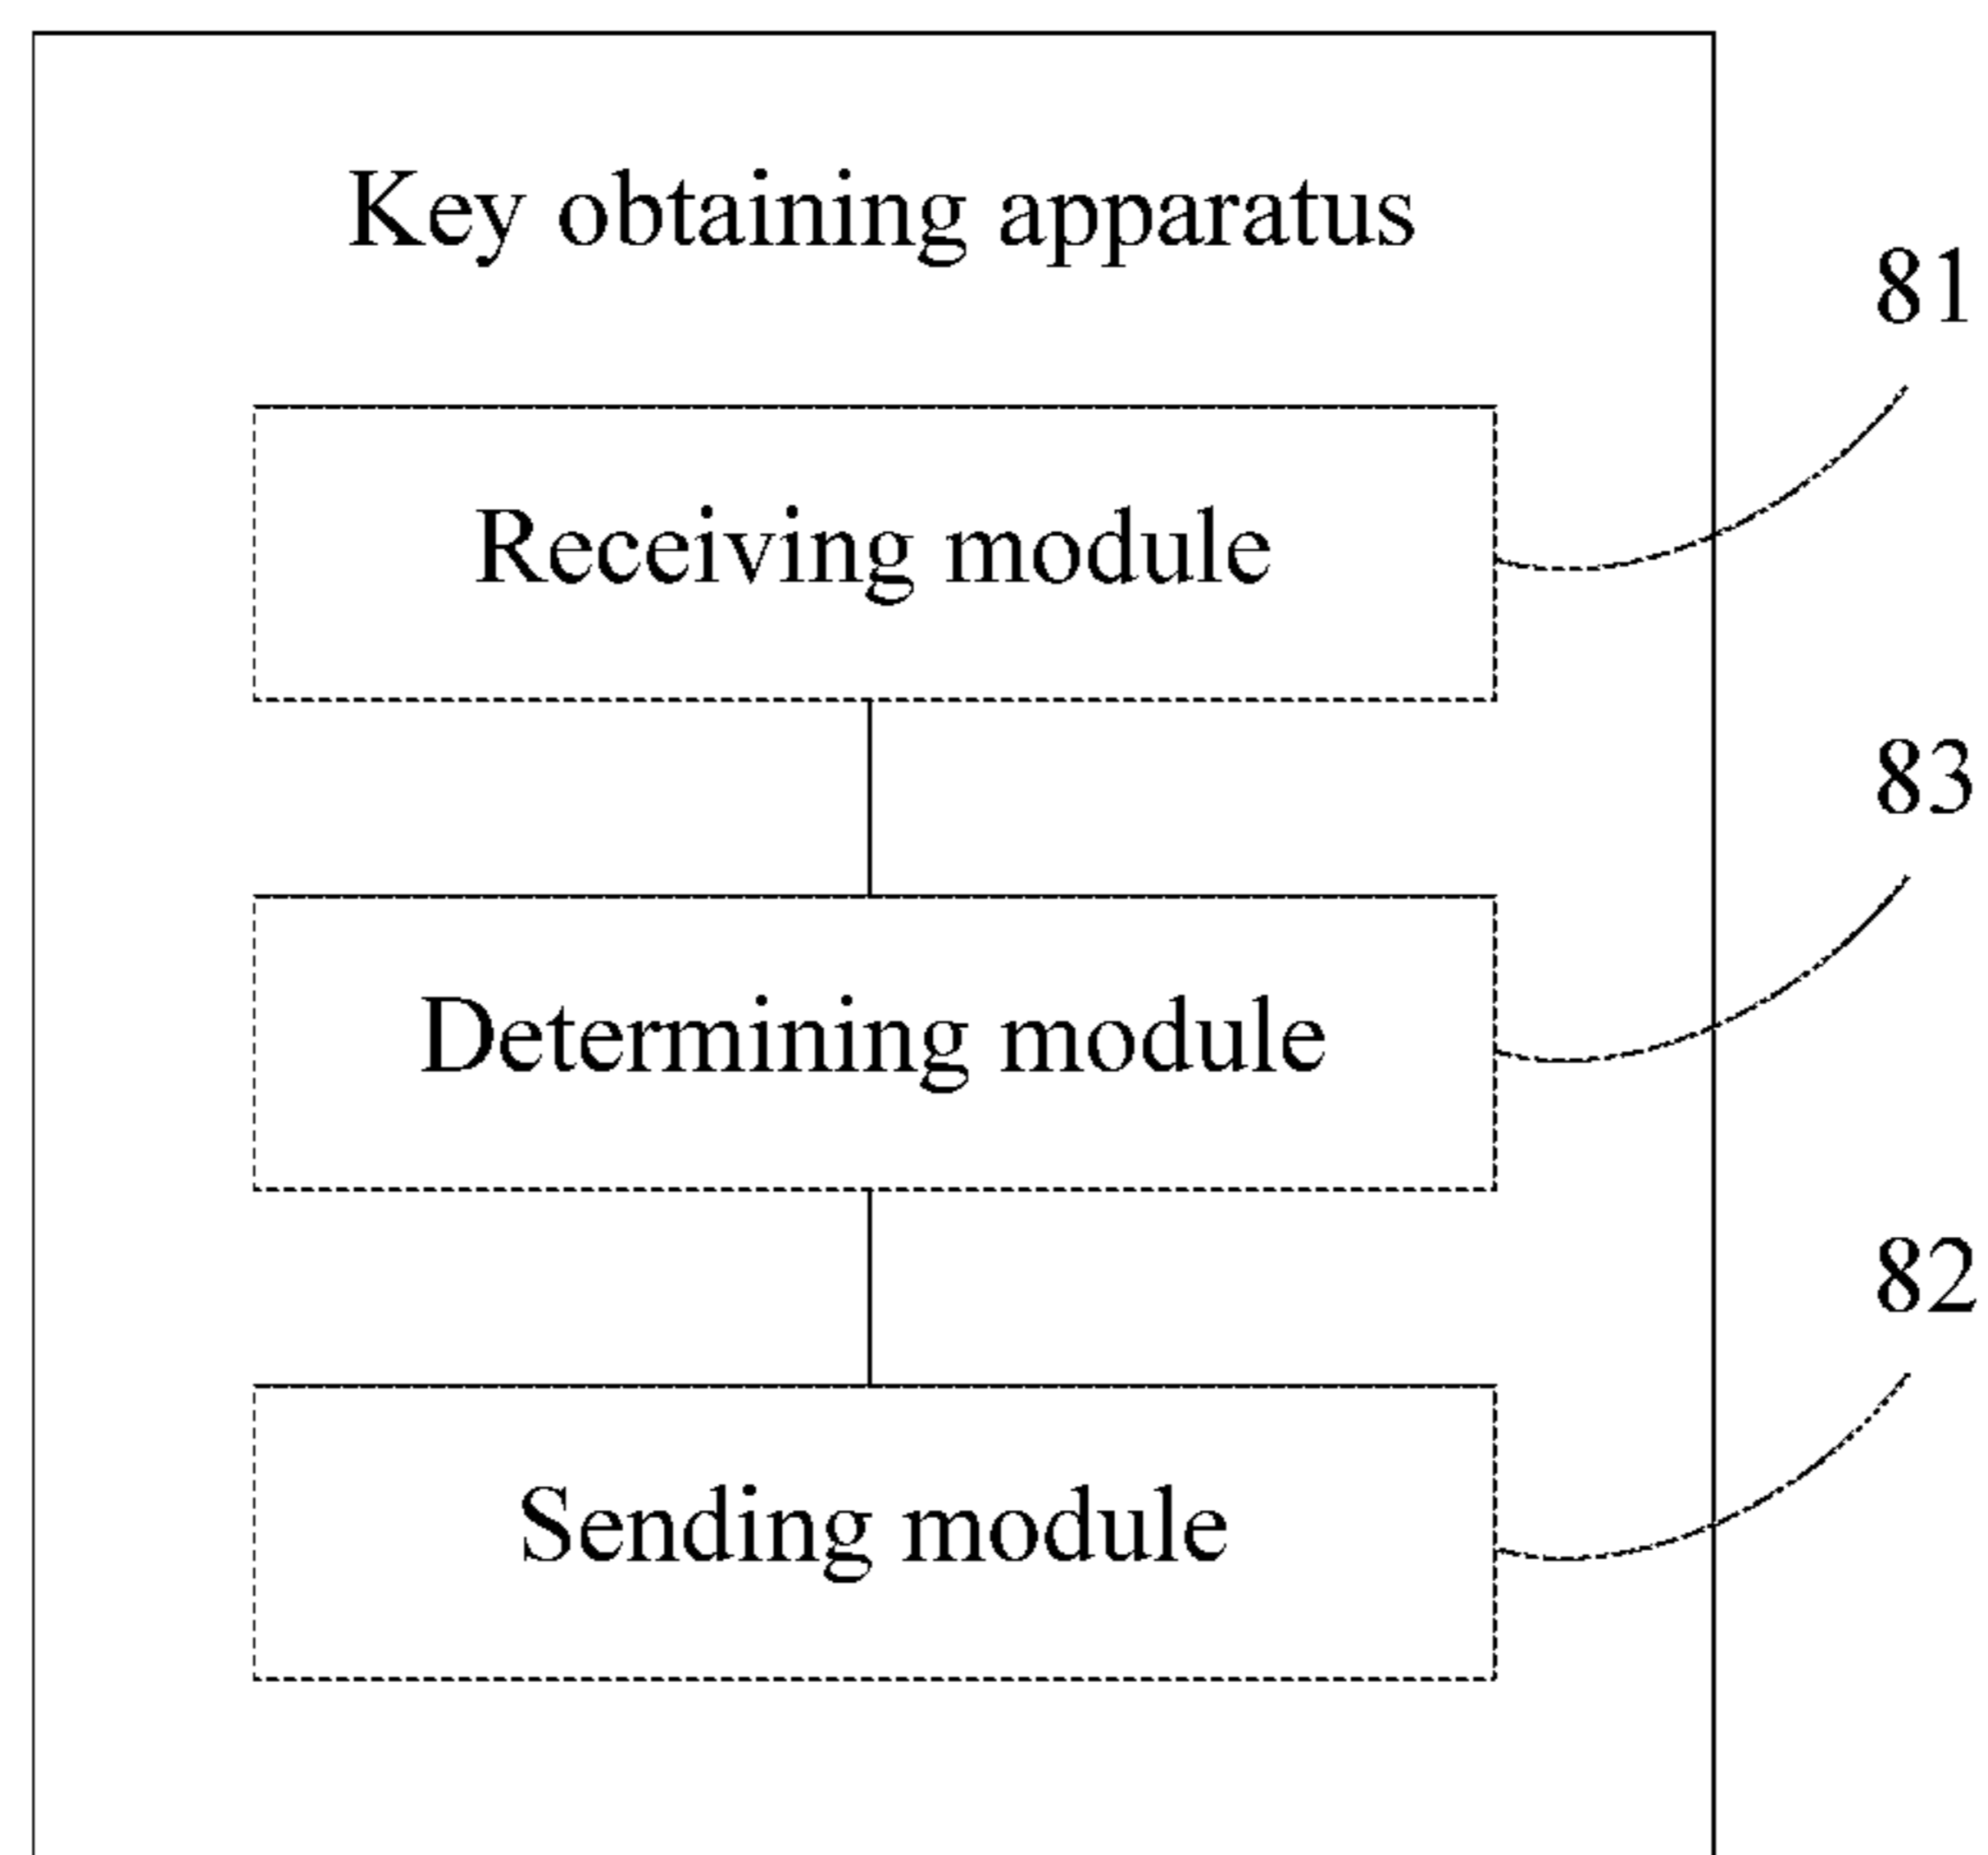 Key obtaining apparatus
81
Receiving module
83
Determining module
82
Sending module